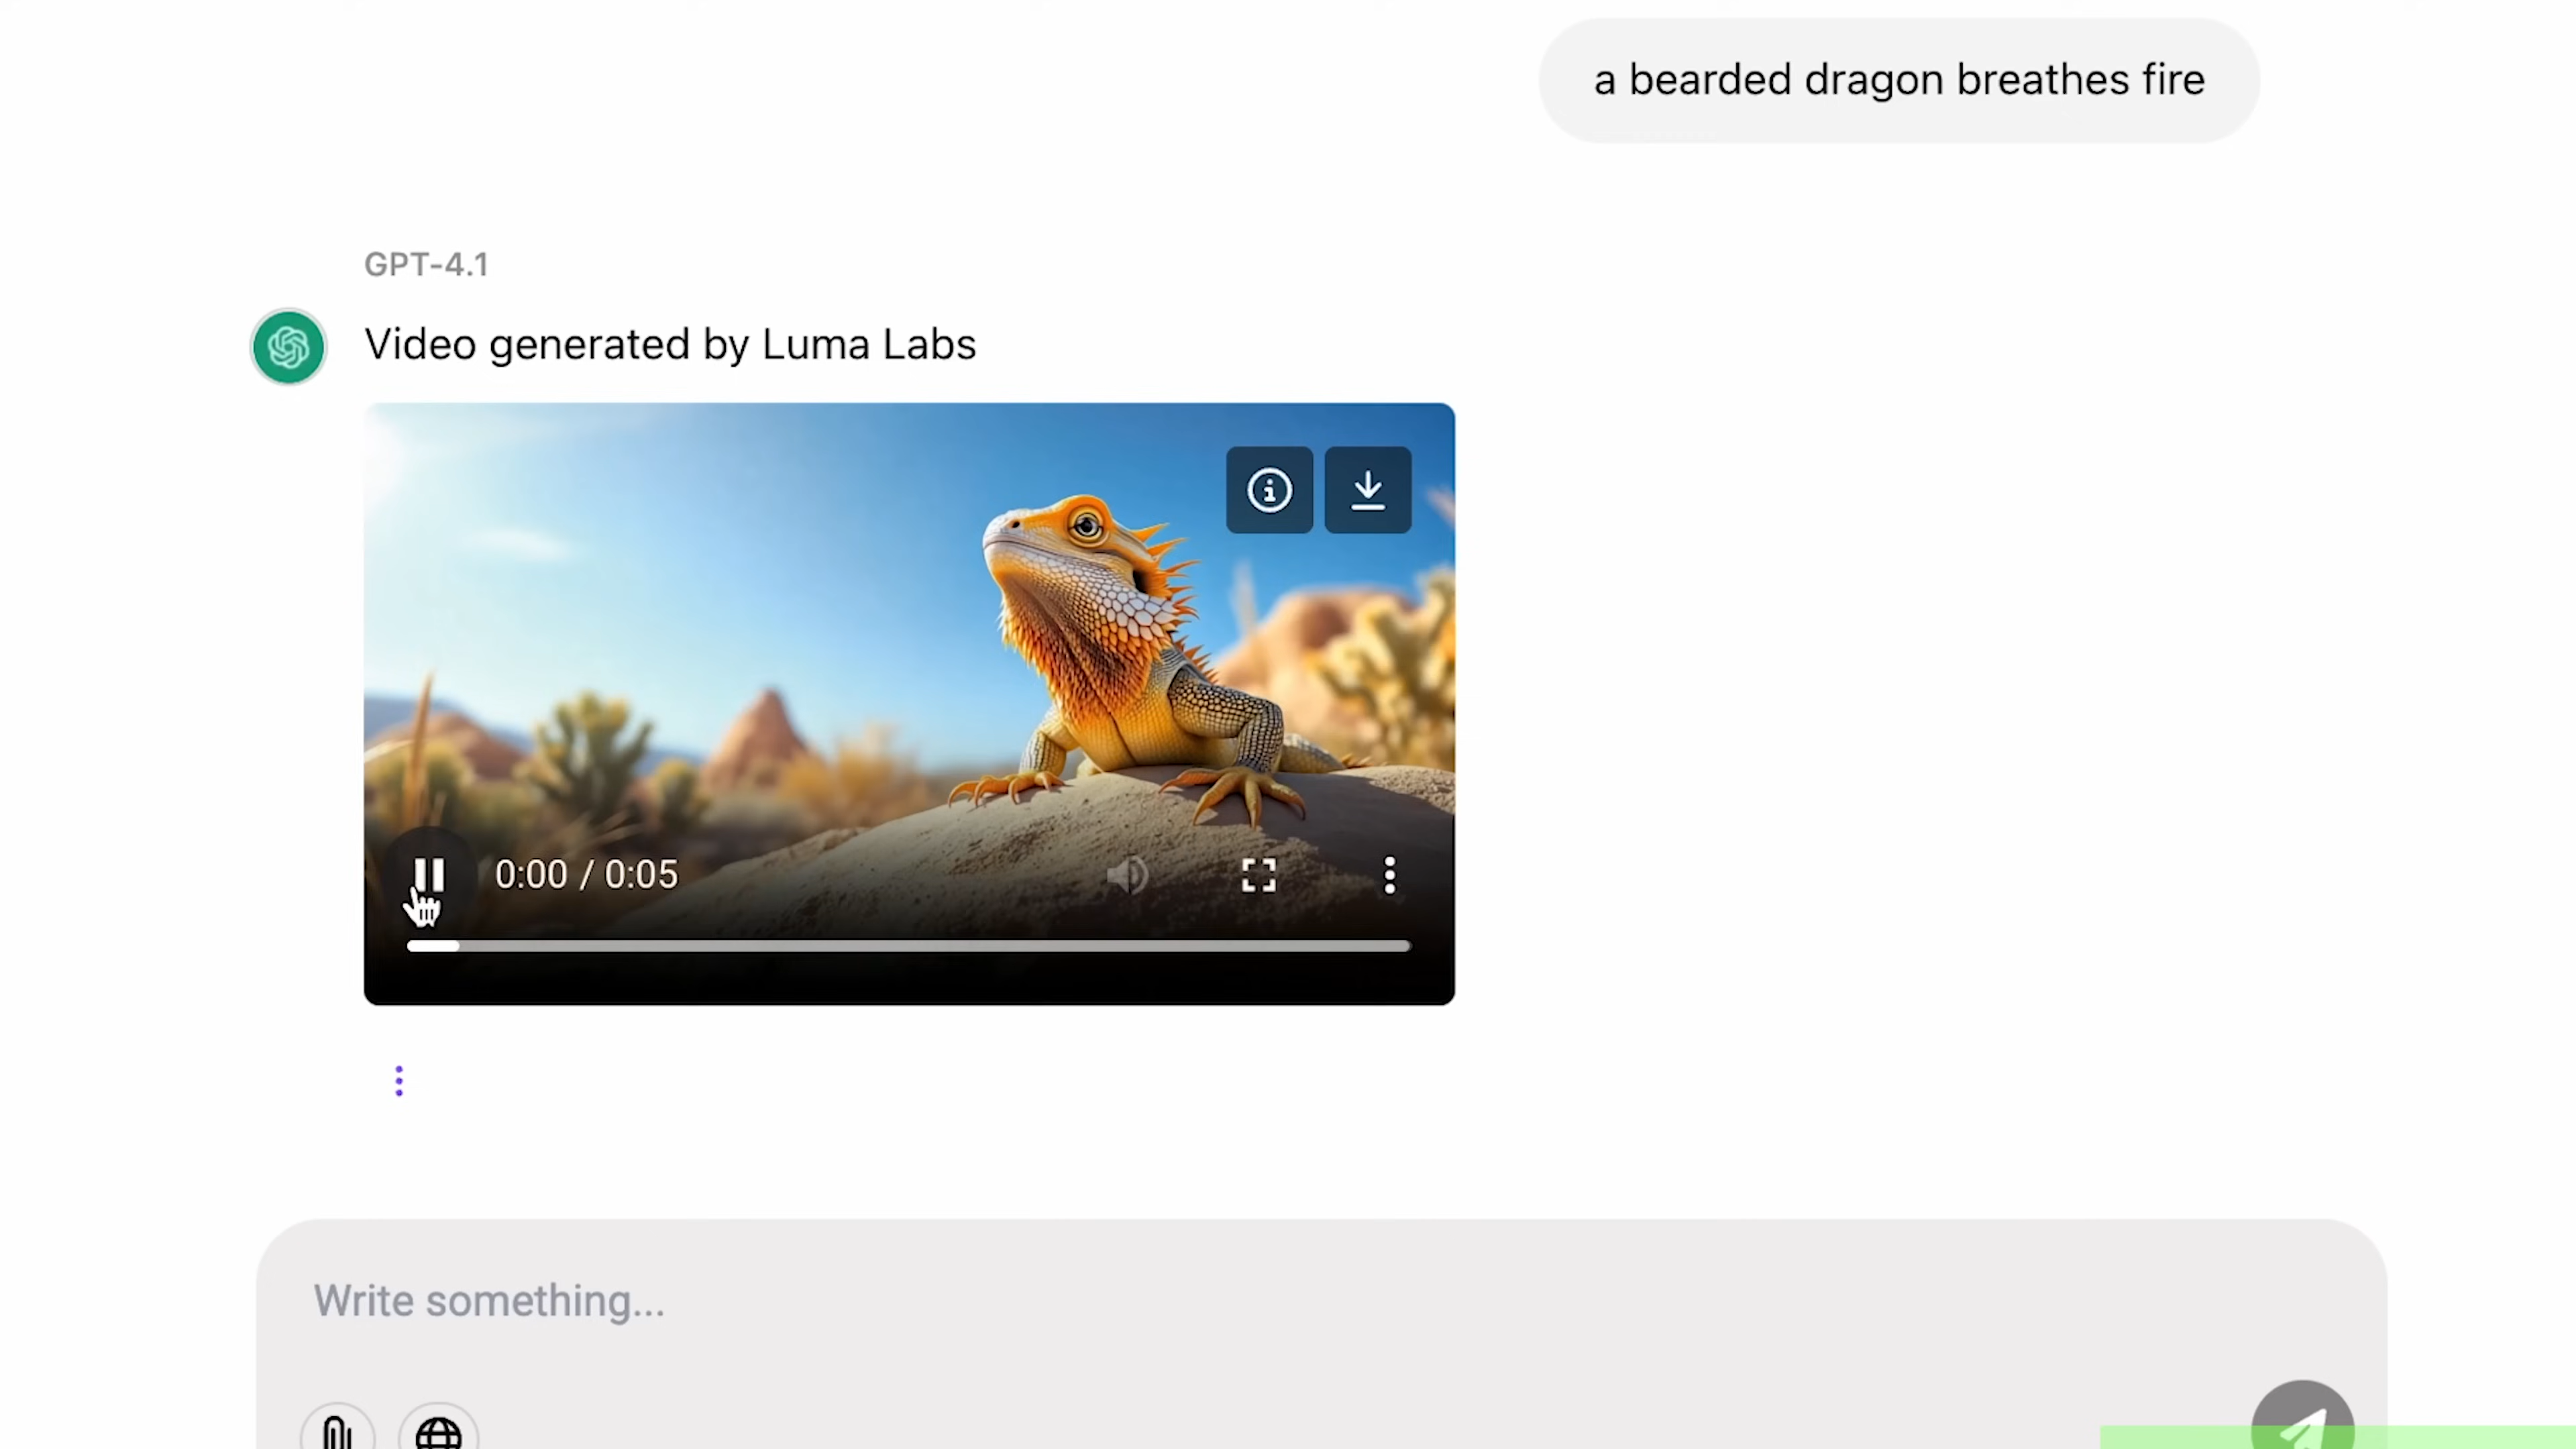 a bearded dragon breathes fire
GPT-4.1
Video generated by Luma Labs
0:00 / 0:05
Write something...